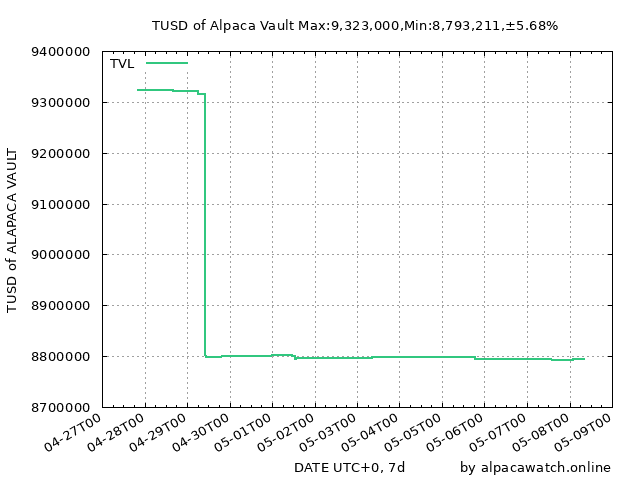 TUSD of Alpaca Vault Max:9,323,000,Min:8,793,211,±5.68%
TVL
9400000
9300000
9200000
9100000
9000000
8900000
8800000
8700000
TUSD of ALAPACA VAULT
04-27T00
04-28T00
04-29T00
04-30T00
05-01T00
05-02T00
05-03T00
05-04T00
05-05T00
05-06T00
05-07T00
05-08T00
05-09T00
DATE UTC+0, 7d
by alpacawatch.online